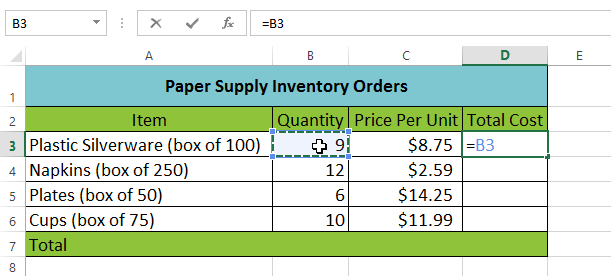 B3 fx =B3
A B C D E
1 Paper Supply Inventory Orders
2 Item Quantity Price Per Unit Total Cost
3 Plastic Silverware (box of 100) 9 $8.75 =B3
4 Napkins (box of 250) 12 $2.59
5 Plates (box of 50) 6 $14.25
6 Cups (box of 75) 10 $11.99
7 Total
8